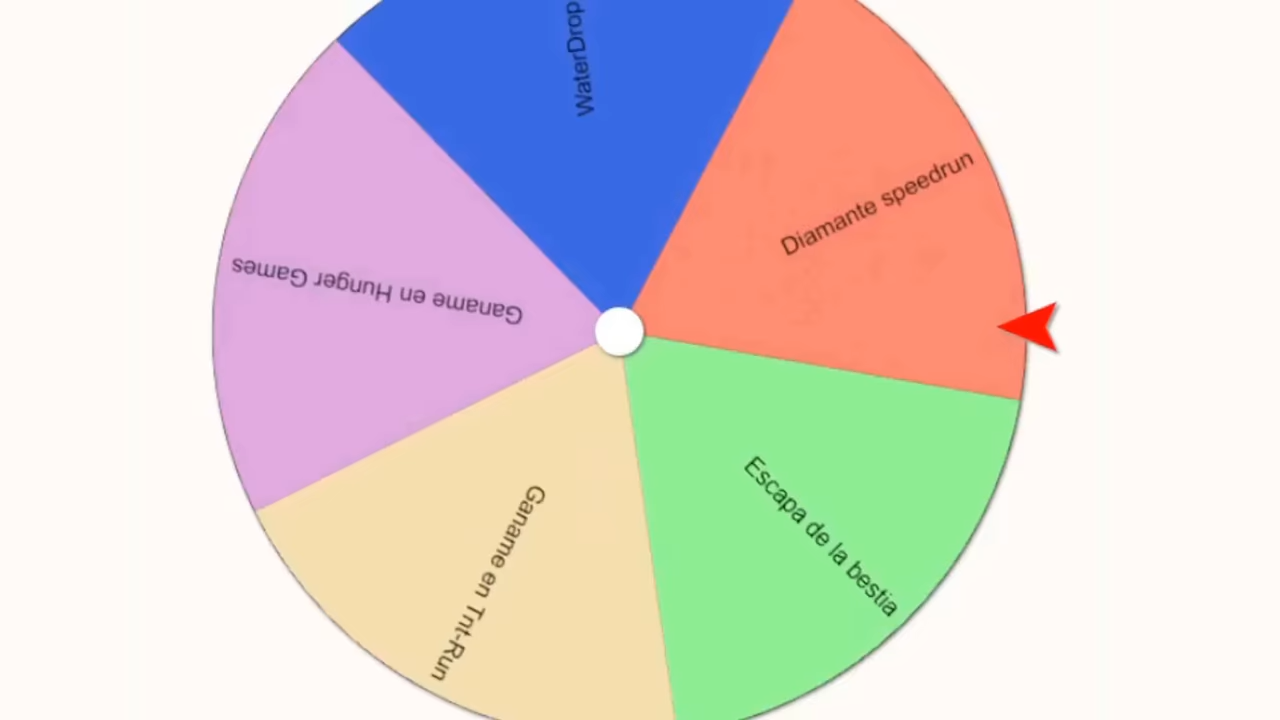 WaterDrop
Diamante speedrun
Ganame en Hunger Games
Escapa de la bestia
Ganame en Tnt-Run